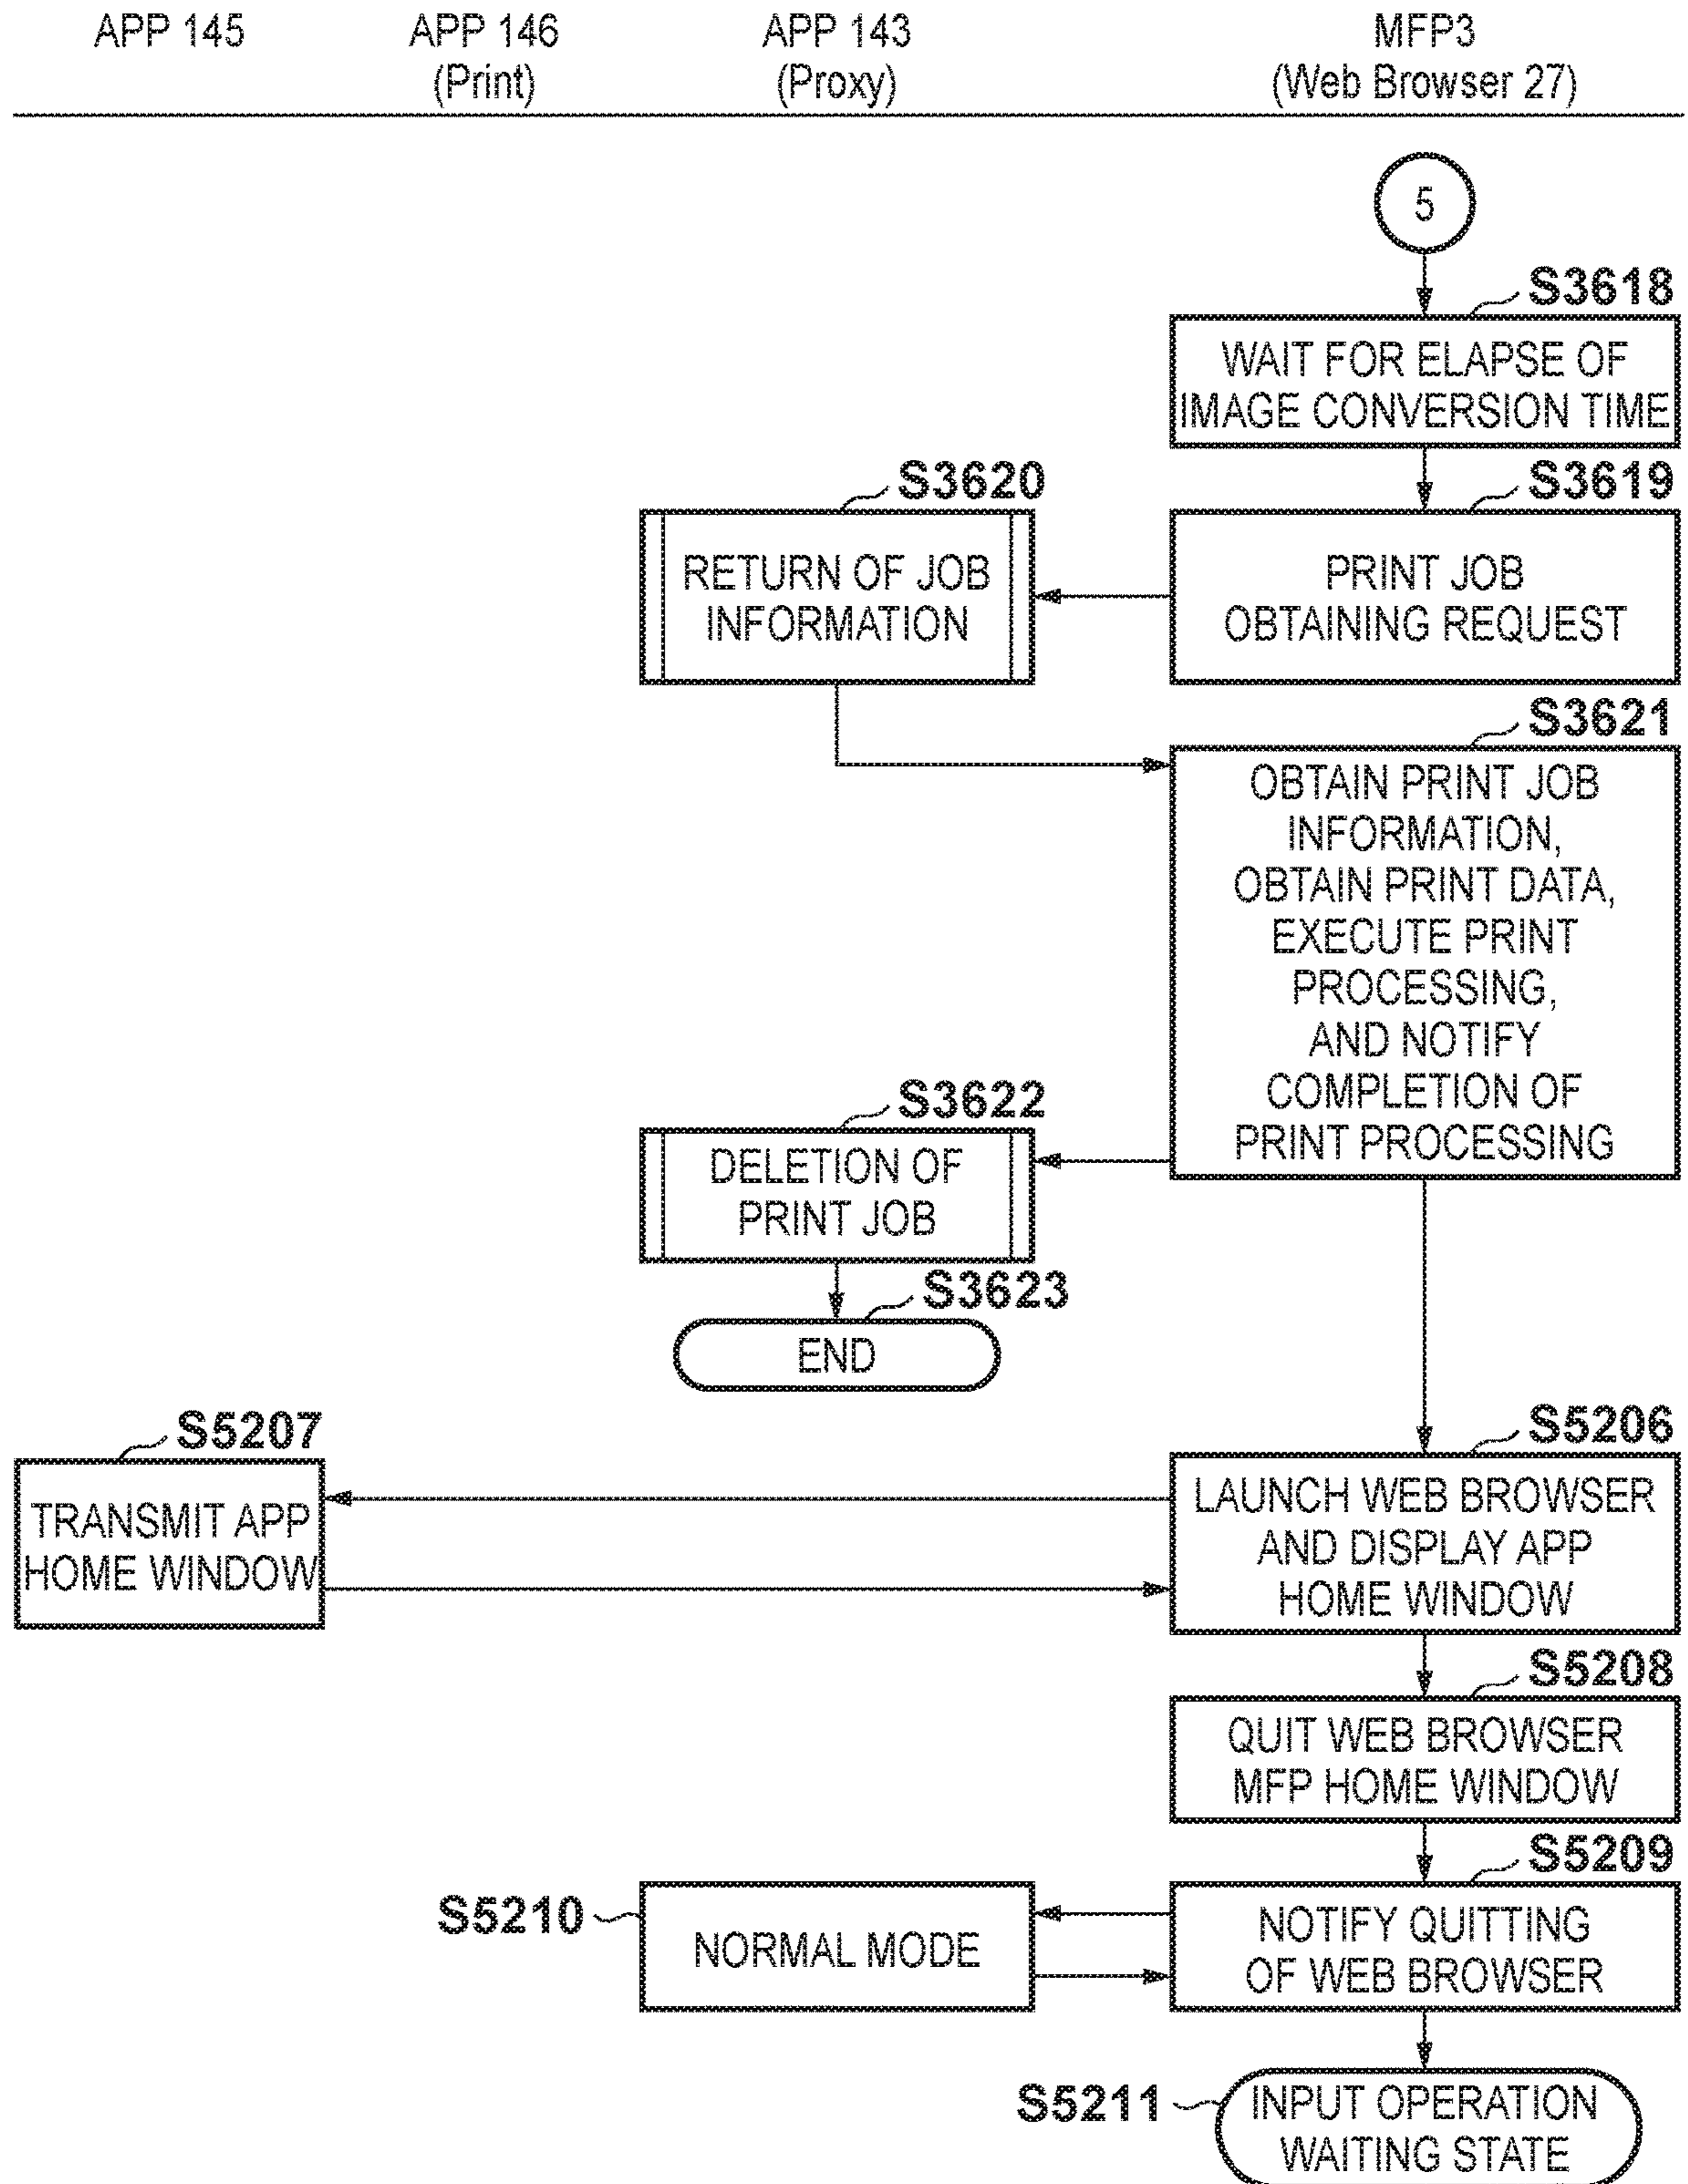 APP 145
APP 146
(Print)
APP 143
(Proxy)
MFP3
(Web Browser 27)
5
S3618
WAIT FOR ELAPSE OF
IMAGE CONVERSION TIME
S3619
PRINT JOB
OBTAINING REQUEST
S3620
RETURN OF JOB
INFORMATION
S3621
OBTAIN PRINT JOB
INFORMATION,
OBTAIN PRINT DATA,
EXECUTE PRINT
PROCESSING,
AND NOTIFY
COMPLETION OF
PRINT PROCESSING
S3622
DELETION OF
PRINT JOB
S3623
END
S5206
LAUNCH WEB BROWSER
AND DISPLAY APP
HOME WINDOW
S5207
TRANSMIT APP
HOME WINDOW
S5208
QUIT WEB BROWSER
MFP HOME WINDOW
S5209
NOTIFY QUITTING
OF WEB BROWSER
S5210
NORMAL MODE
S5211
INPUT OPERATION
WAITING STATE